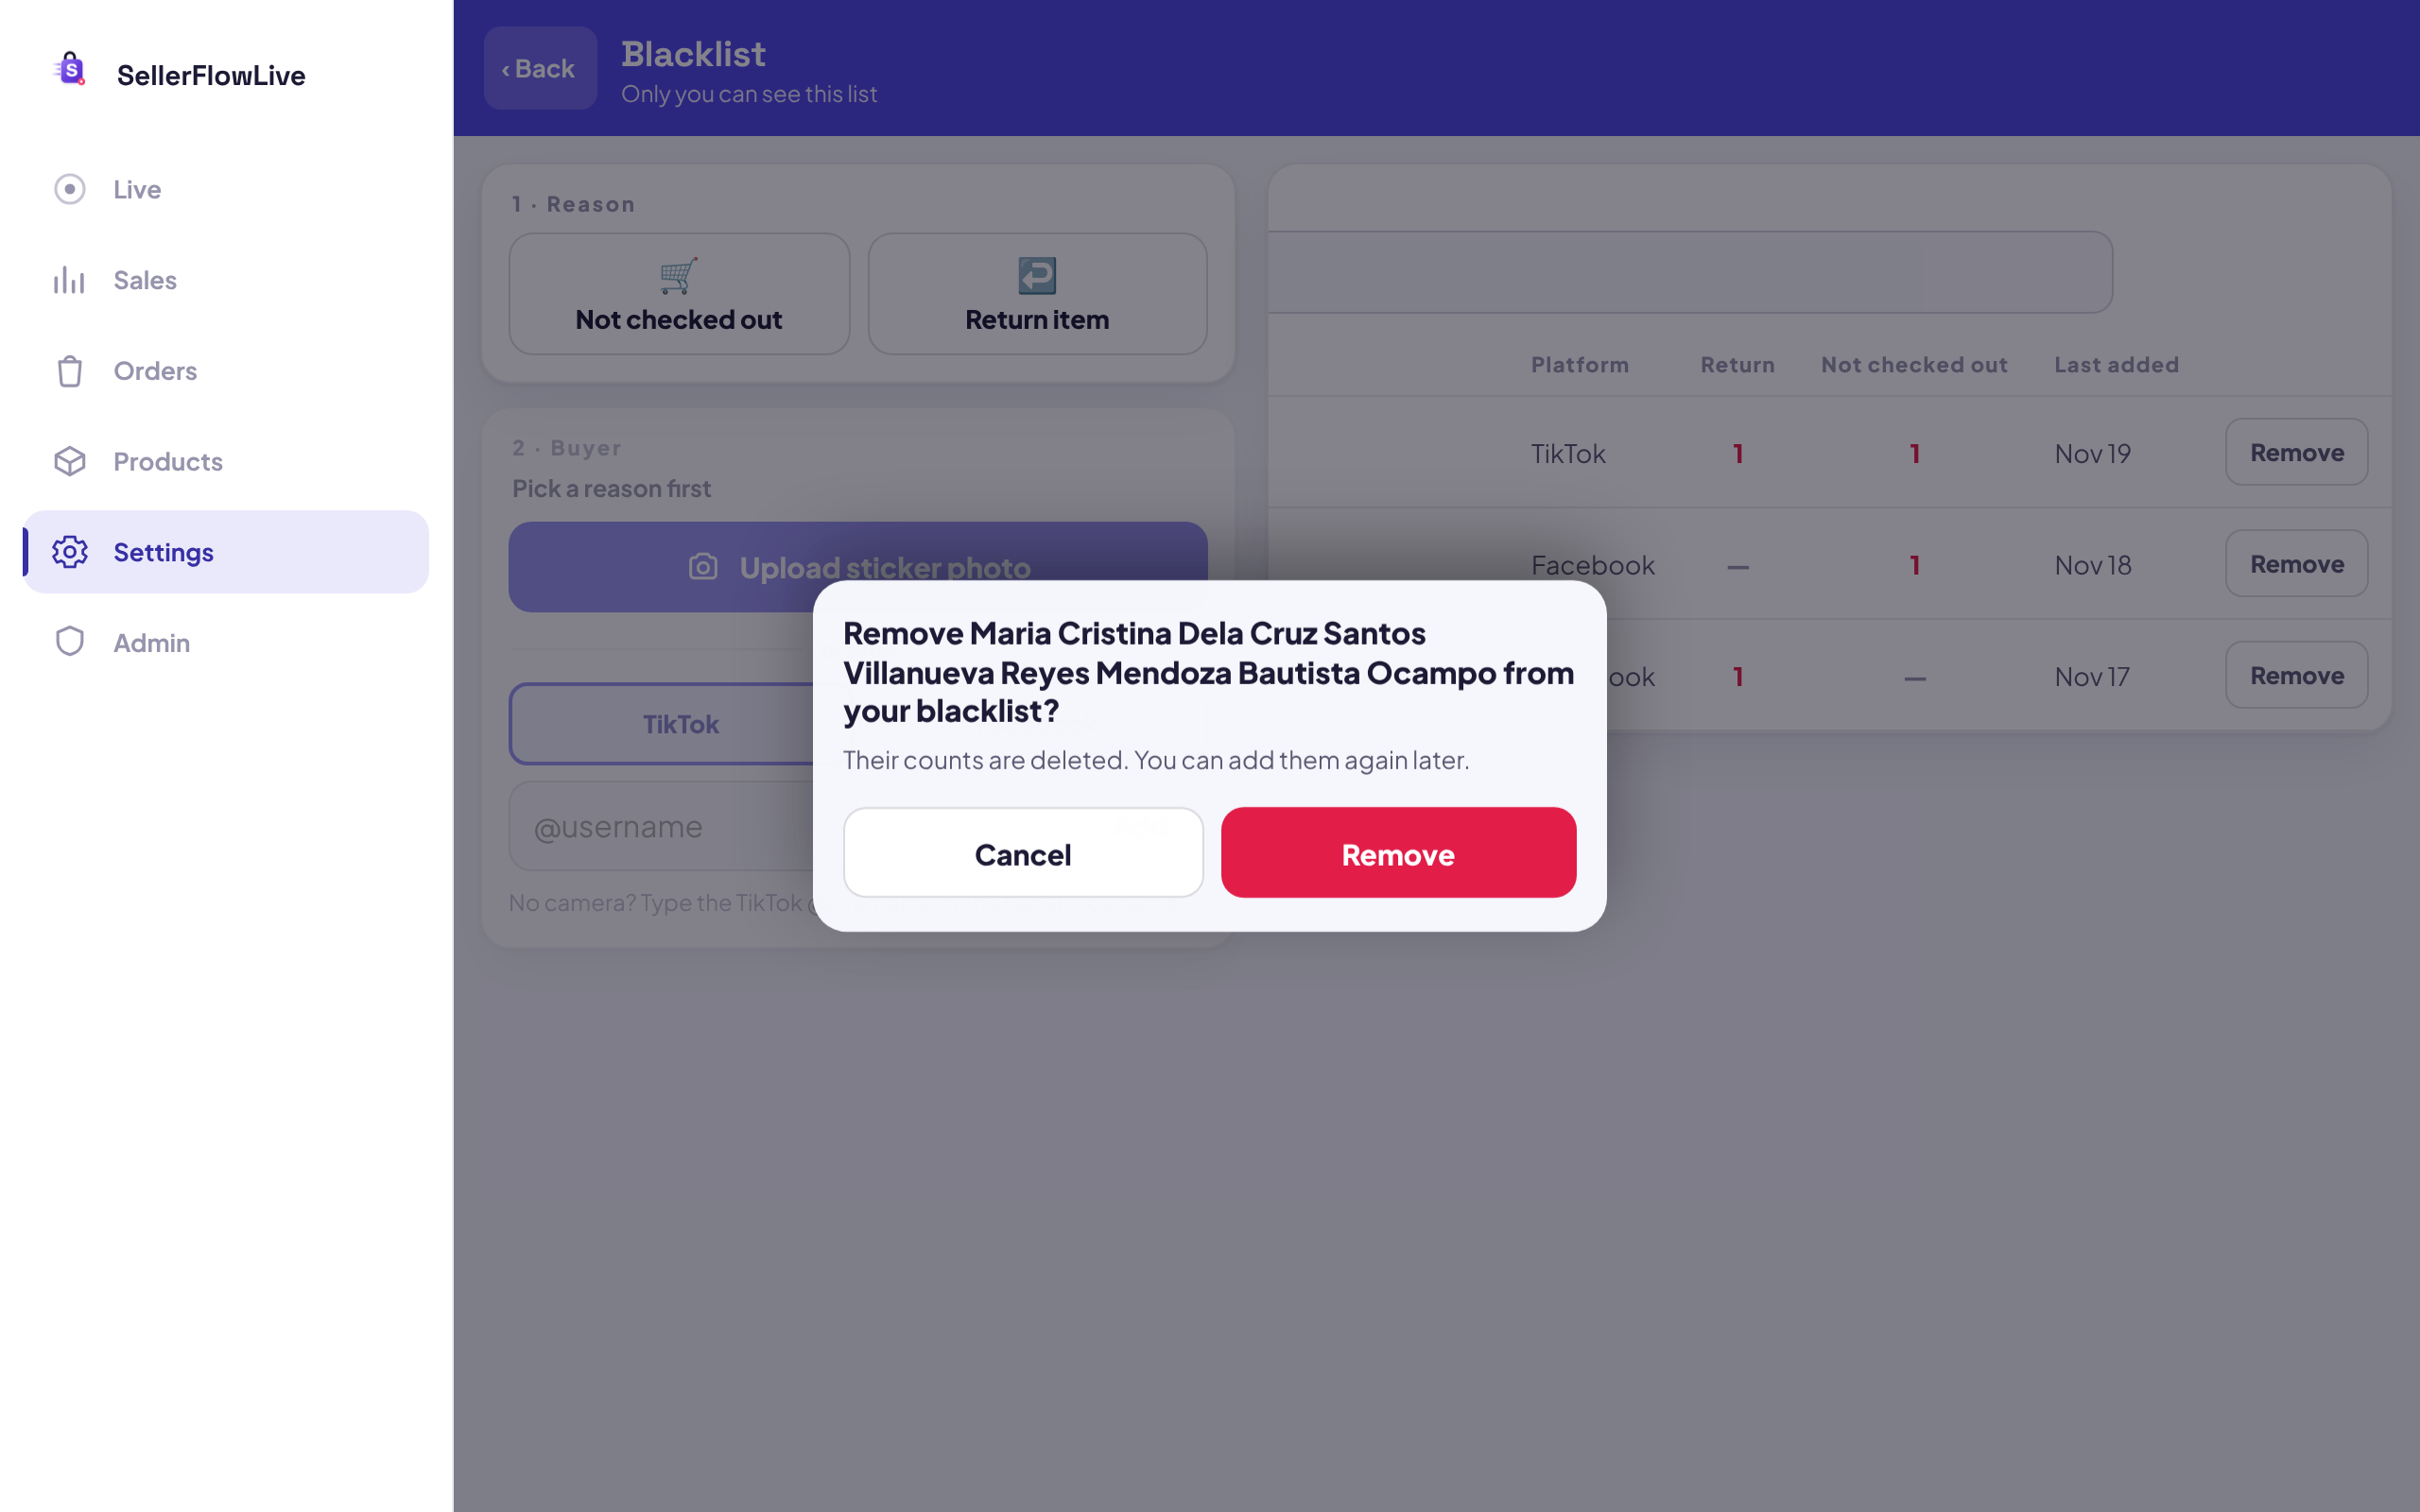 SellerFlowLive
Live
Sales
Orders
Products
Settings
Admin
‹ Back
Blacklist
Only you can see this list
1 · Reason
Not checked out
Return item
2 · Buyer
Pick a reason first
Upload sticker photo
TikTok
@username
No camera? Type the TikTok
Platform Return Not checked out Last added
TikTok 1 1 Nov 19 Remove
Facebook — 1 Nov 18 Remove
ook 1 — Nov 17 Remove
Remove Maria Cristina Dela Cruz Santos
Villanueva Reyes Mendoza Bautista Ocampo from
your blacklist?
Their counts are deleted. You can add them again later.
Cancel
Remove